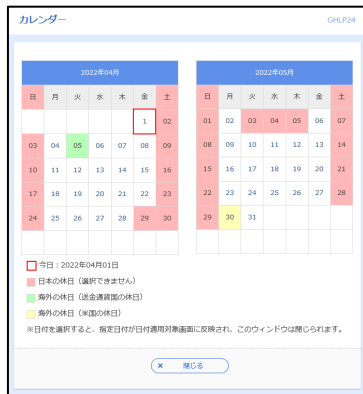 カレンダー GHLP24
2022年04月
日 月 火 水 木 金 土
1 02
03 04 05 06 07 08 09
10 11 12 13 14 15 16
17 18 19 20 21 22 23
24 25 26 27 28 29 30
2022年05月
日 月 火 水 木 金 土
01 02 03 04 05 06 07
08 09 10 11 12 13 14
15 16 17 18 19 20 21
22 23 24 25 26 27 28
29 30 31
今日：2022年04月01日
日本の休日（選択できません）
海外の休日（送金通貨国の休日）
海外の休日（米国の休日）
※日付を選択すると、指定日付が日付適用対象画面に反映され、このウィンドウは閉じられます。
× 閉じる